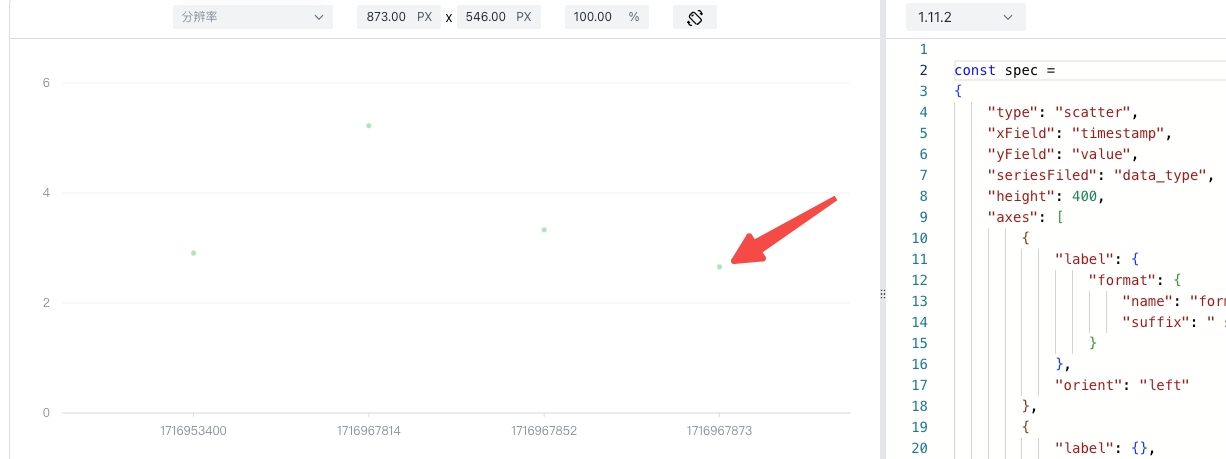 分辨率 873.00 PX x 546.00 PX 100.00 % 1.11.2
6
4
2
0
1716953400 1716967814 1716967852 1716967873
1
2 const spec =
3 {
4 "type": "scatter",
5 "xField": "timestamp",
6 "yField": "value",
7 "seriesFiled": "data_type",
8 "height": 400,
9 "axes": [
10 {
11 "label": {
12 "format": {
13 "name": "for
14 "suffix": "
15 }
16 },
17 "orient": "left"
18 },
19 {
20 "label": {},